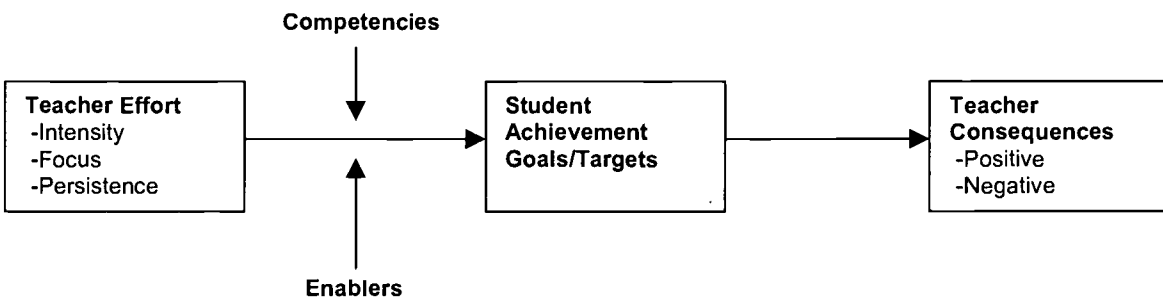 Competencies
Teacher Effort
-Intensity
-Focus
-Persistence
Student
Achievement
Goals/Targets
Teacher
Consequences
-Positive
-Negative
Enablers